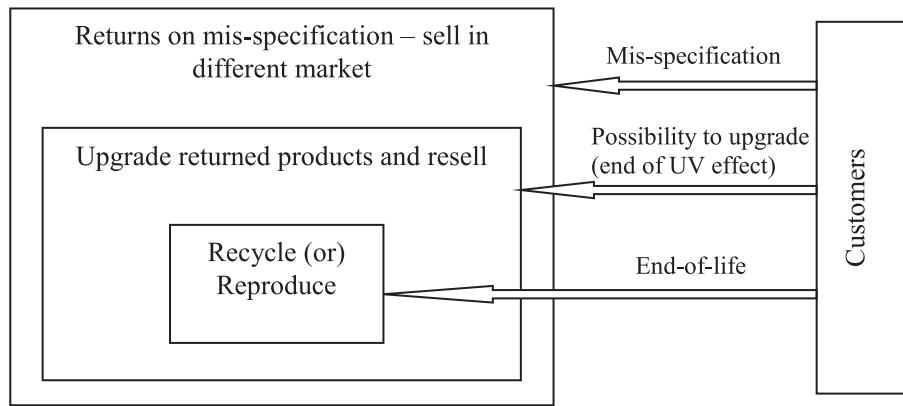 Returns on mis-specification – sell in
different market
Mis-specification
Upgrade returned products and resell
Possibility to upgrade
(end of UV effect)
Recycle (or)
Reproduce
End-of-life
Customers